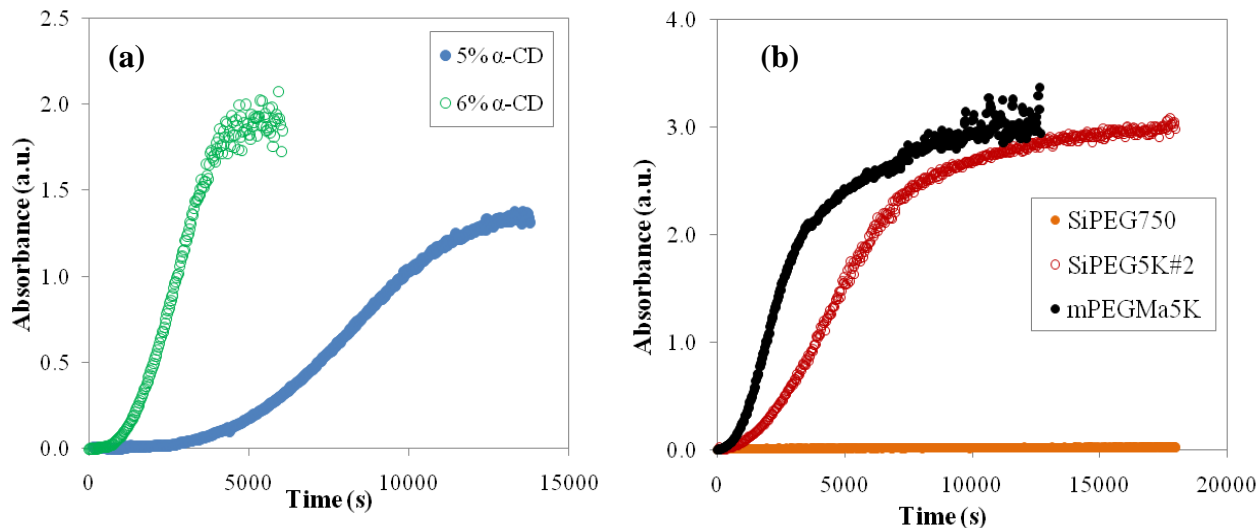 (a)
5% α-CD
6% α-CD
Absorbance (a.u.)
2.5
2.0
1.5
1.0
0.5
0.0
0
5000
10000
15000
Time (s)
(b)
SiPEG750
SiPEG5K#2
mPEGMa5K
Absorbance (a.u.)
4.0
3.0
2.0
1.0
0.0
0
5000
10000
15000
20000
Time (s)